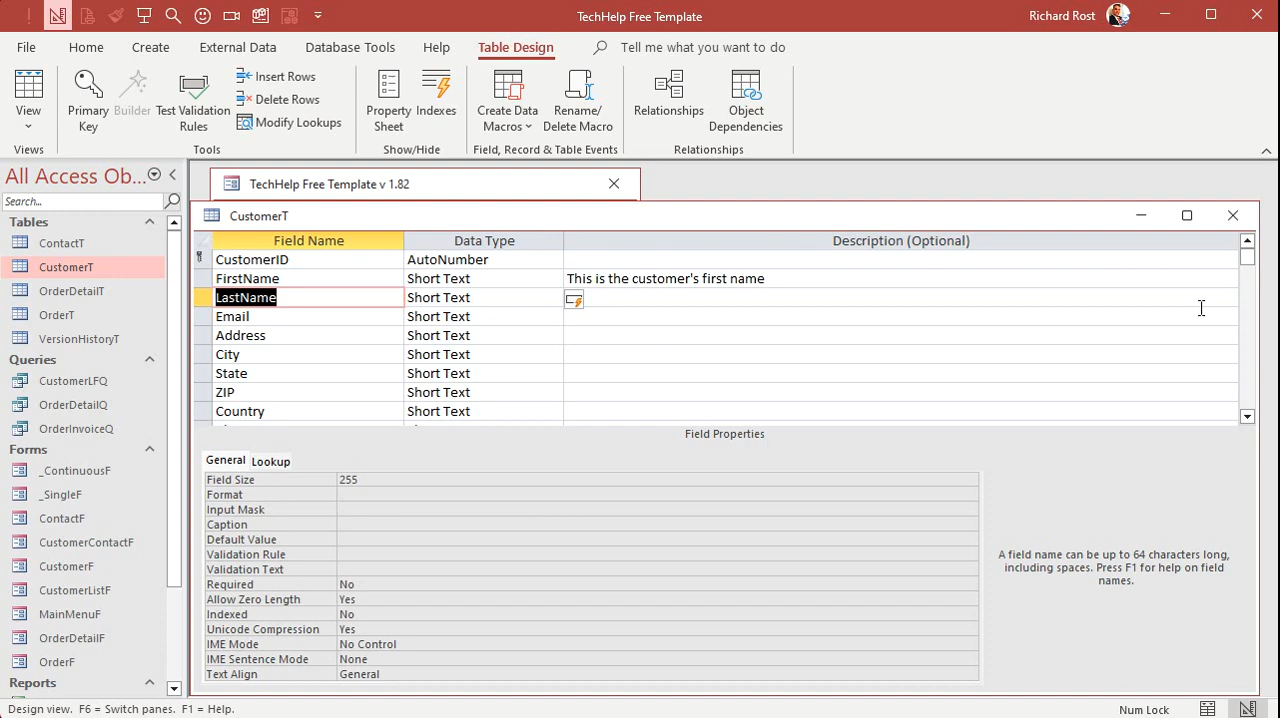 TechHelp Free Template
Richard Rost
File Home Create External Data Database Tools Help Table Design Tell me what you want to do
View
Primary Key
Builder
Test Validation Rules
Insert Rows
Delete Rows
Modify Lookups
Property Sheet
Indexes
Create Data Macros
Rename/ Delete Macro
Relationships
Object Dependencies
Views Tools Show/Hide Field, Record & Table Events Relationships
All Access Ob...
Search...
Tables
ContactT
CustomerT
OrderDetailT
OrderT
VersionHistoryT
Queries
CustomerLFQ
OrderDetailQ
OrderInvoiceQ
Forms
_ContinuousF
_SingleF
ContactF
CustomerContactF
CustomerF
CustomerListF
MainMenuF
OrderDetailF
OrderF
Reports
TechHelp Free Template v 1.82
CustomerT
Field Name Data Type Description (Optional)
CustomerID AutoNumber
FirstName Short Text This is the customer's first name
LastName Short Text
Email Short Text
Address Short Text
City Short Text
State Short Text
ZIP Short Text
Country Short Text
Field Properties
General Lookup
Field Size 255
Format
Input Mask
Caption
Default Value
Validation Rule
Validation Text
Required No
Allow Zero Length Yes
Indexed No
Unicode Compression Yes
IME Mode No Control
IME Sentence Mode None
Text Align General
A field name can be up to 64 characters long,
including spaces. Press F1 for help on field
names.
Design view. F6 = Switch panes. F1 = Help.
Num Lock